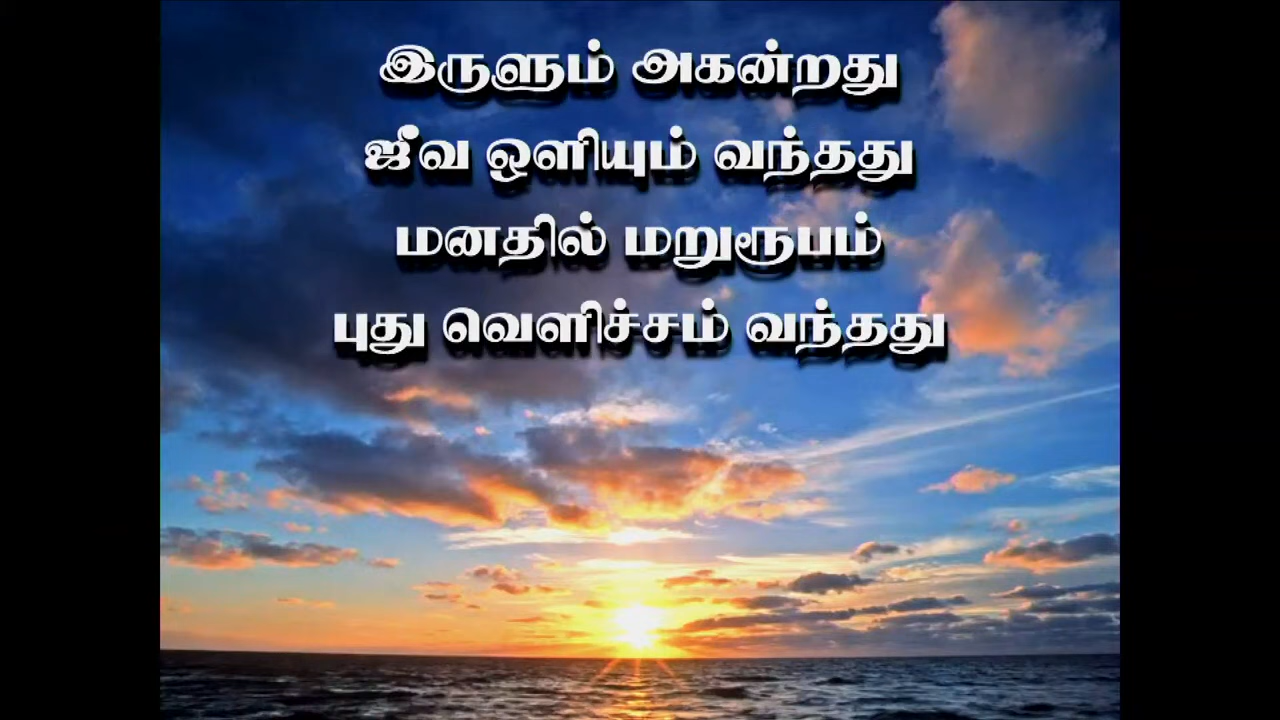 இருளும் அகன்றது
ஜீவ ஒளியும் வந்தது
மனதில் மறுரூபம்
புது வெளிச்சம் வந்தது